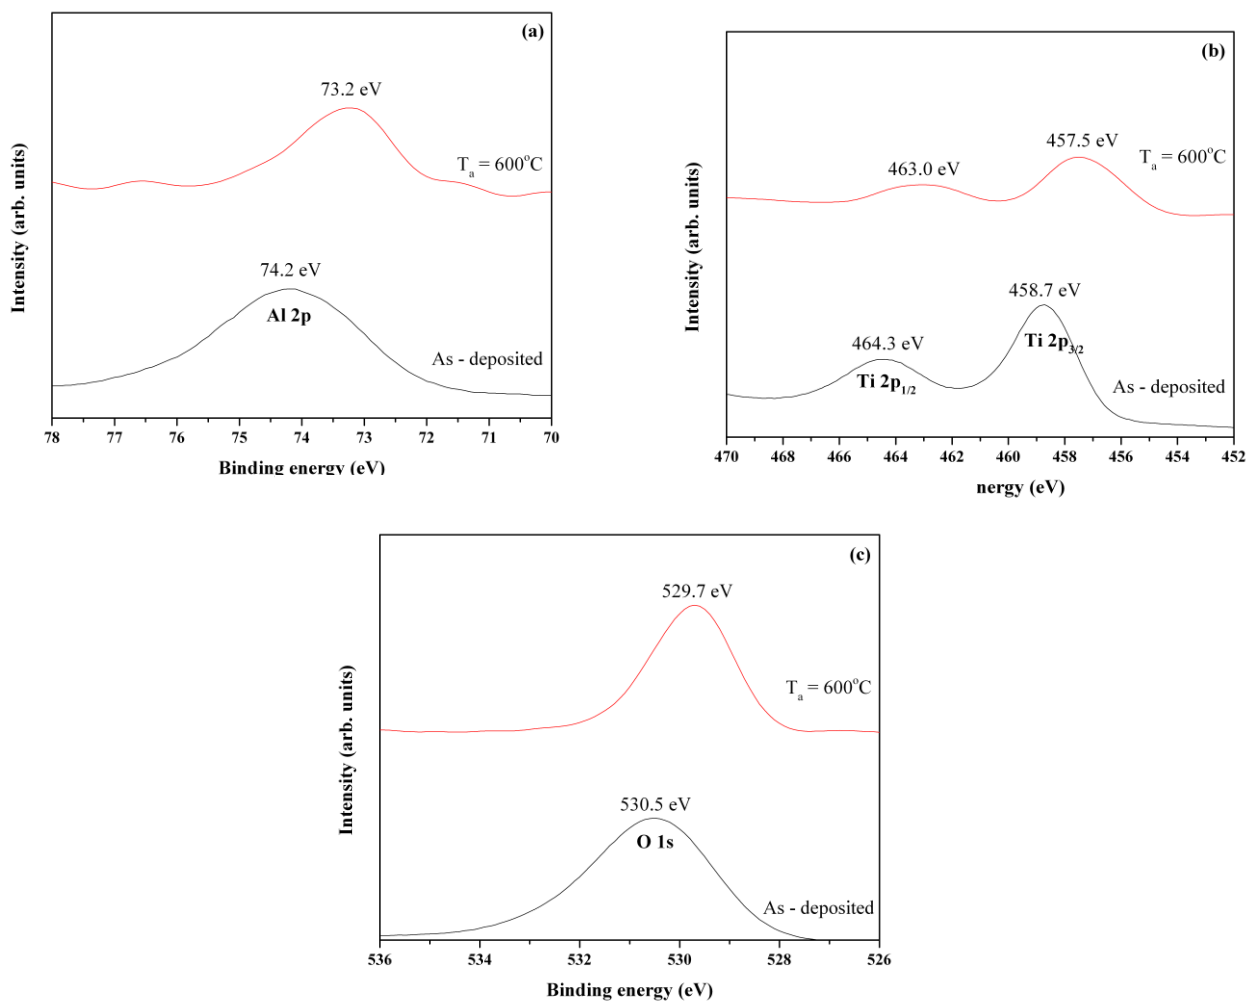 (a)
73.2 eV
Tₐ = 600°C
74.2 eV
Al 2p
As - deposited
Intensity (arb. units)
78 77 76 75 74 73 72 71 70
Binding energy (eV)
(b)
457.5 eV
Tₐ = 600°C
463.0 eV
458.7 eV
464.3 eV
Ti 2p3/2
Ti 2p1/2
As - deposited
Intensity (arb. units)
470 468 466 464 462 460 458 456 454 452
nergy (eV)
(c)
529.7 eV
Tₐ = 600°C
530.5 eV
O 1s
As - deposited
Intensity (arb. units)
536 534 532 530 528 526
Binding energy (eV)